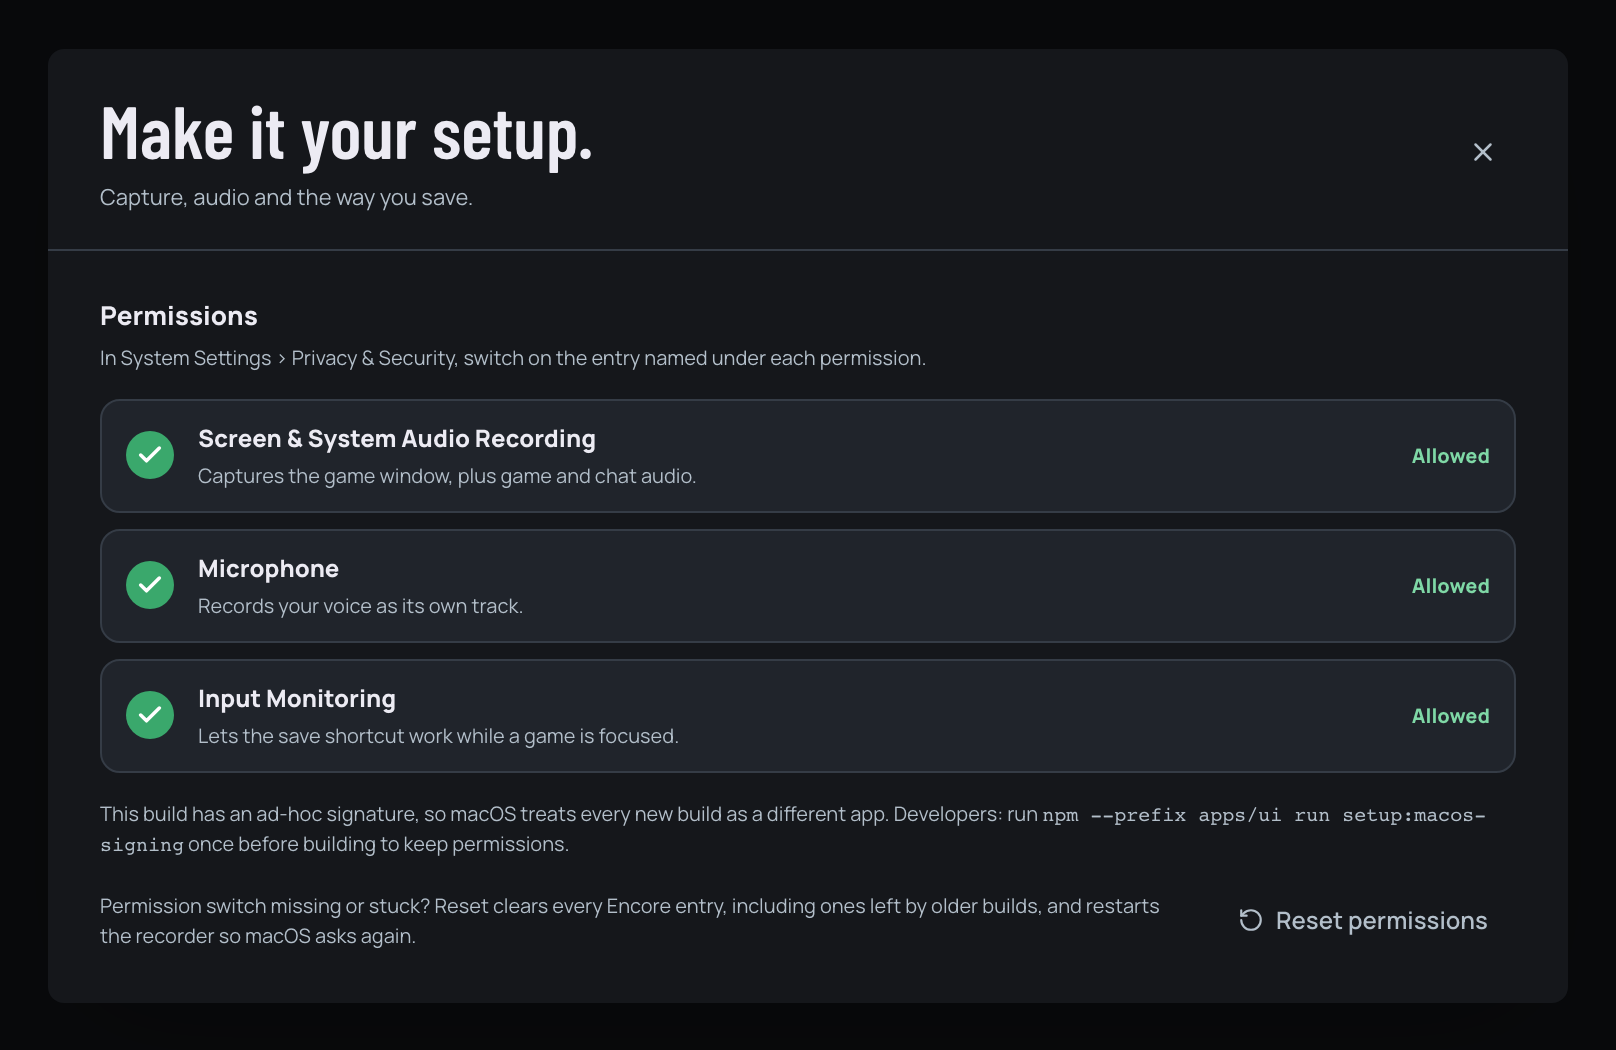 Make it your setup.
Capture, audio and the way you save.
Permissions
In System Settings › Privacy & Security, switch on the entry named under each permission.
Screen & System Audio Recording
Captures the game window, plus game and chat audio.
Allowed
Microphone
Records your voice as its own track.
Allowed
Input Monitoring
Lets the save shortcut work while a game is focused.
Allowed
This build has an ad-hoc signature, so macOS treats every new build as a different app. Developers: run npm --prefix apps/ui run setup:macos-
signing once before building to keep permissions.
Permission switch missing or stuck? Reset clears every Encore entry, including ones left by older builds, and restarts
the recorder so macOS asks again.
Reset permissions